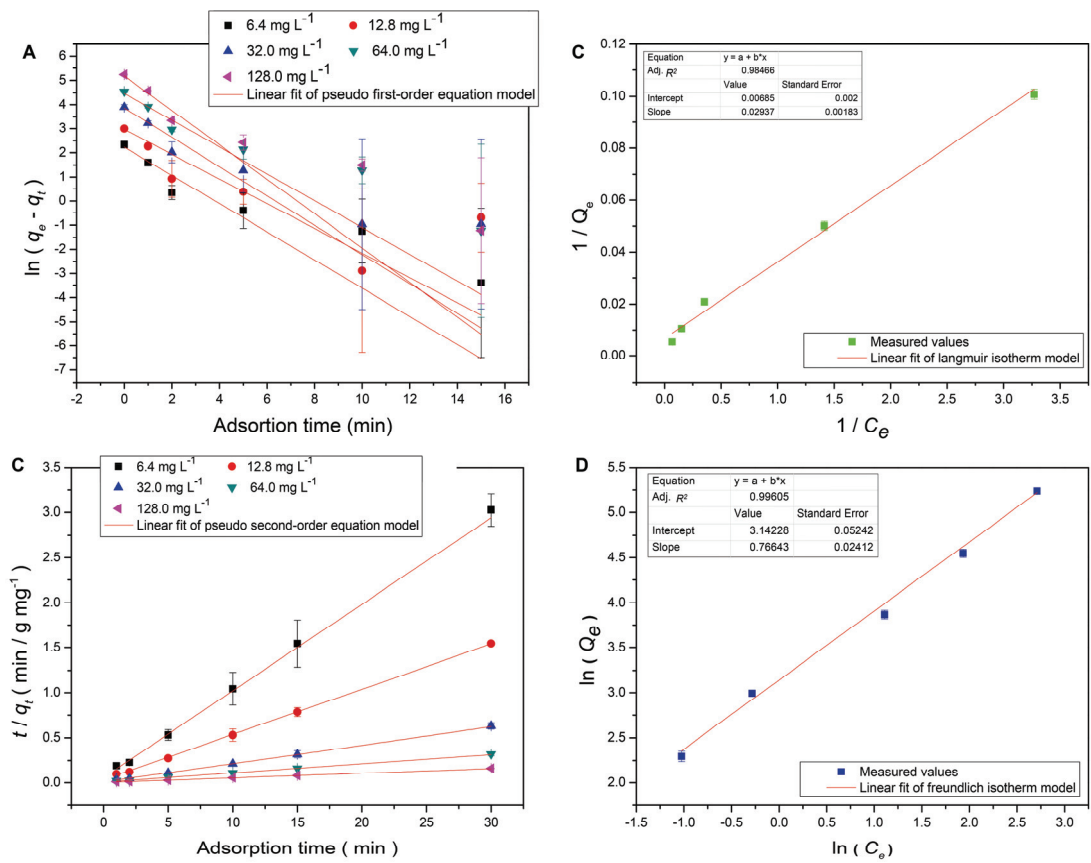 A
6.4 mg L⁻¹ 12.8 mg L⁻¹
32.0 mg L⁻¹ 64.0 mg L⁻¹
128.0 mg L⁻¹
Linear fit of pseudo first-order equation model
6
5
4
3
2
1
0
-1
-2
-3
-4
-5
-6
-7
ln ( qe - qt )
-2 0 2 4 6 8 10 12 14 16
Adsortion time (min)
C
Equation y = a + b*x
Adj. R² 0.98466
Value Standard Error
Intercept 0.00685 0.002
Slope 0.02937 0.00183
0.12
0.10
0.08
0.06
0.04
0.02
0.00
1 / Qe
Measured values
Linear fit of langmuir isotherm model
0.0 0.5 1.0 1.5 2.0 2.5 3.0 3.5
1 / Ce
C
6.4 mg L⁻¹ 12.8 mg L⁻¹
32.0 mg L⁻¹ 64.0 mg L⁻¹
128.0 mg L⁻¹
Linear fit of pseudo second-order equation model
3.5
3.0
2.5
2.0
1.5
1.0
0.5
0.0
t / qt ( min / g mg⁻¹ )
0 5 10 15 20 25 30
Adsorption time ( min )
D
Equation y = a + b*x
Adj. R² 0.99605
Value Standard Error
Intercept 3.14228 0.05242
Slope 0.76643 0.02412
5.5
5.0
4.5
4.0
3.5
3.0
2.5
2.0
ln ( Qe )
Measured values
Linear fit of freundlich isotherm model
-1.5 -1.0 -0.5 0.0 0.5 1.0 1.5 2.0 2.5 3.0
ln ( Ce )